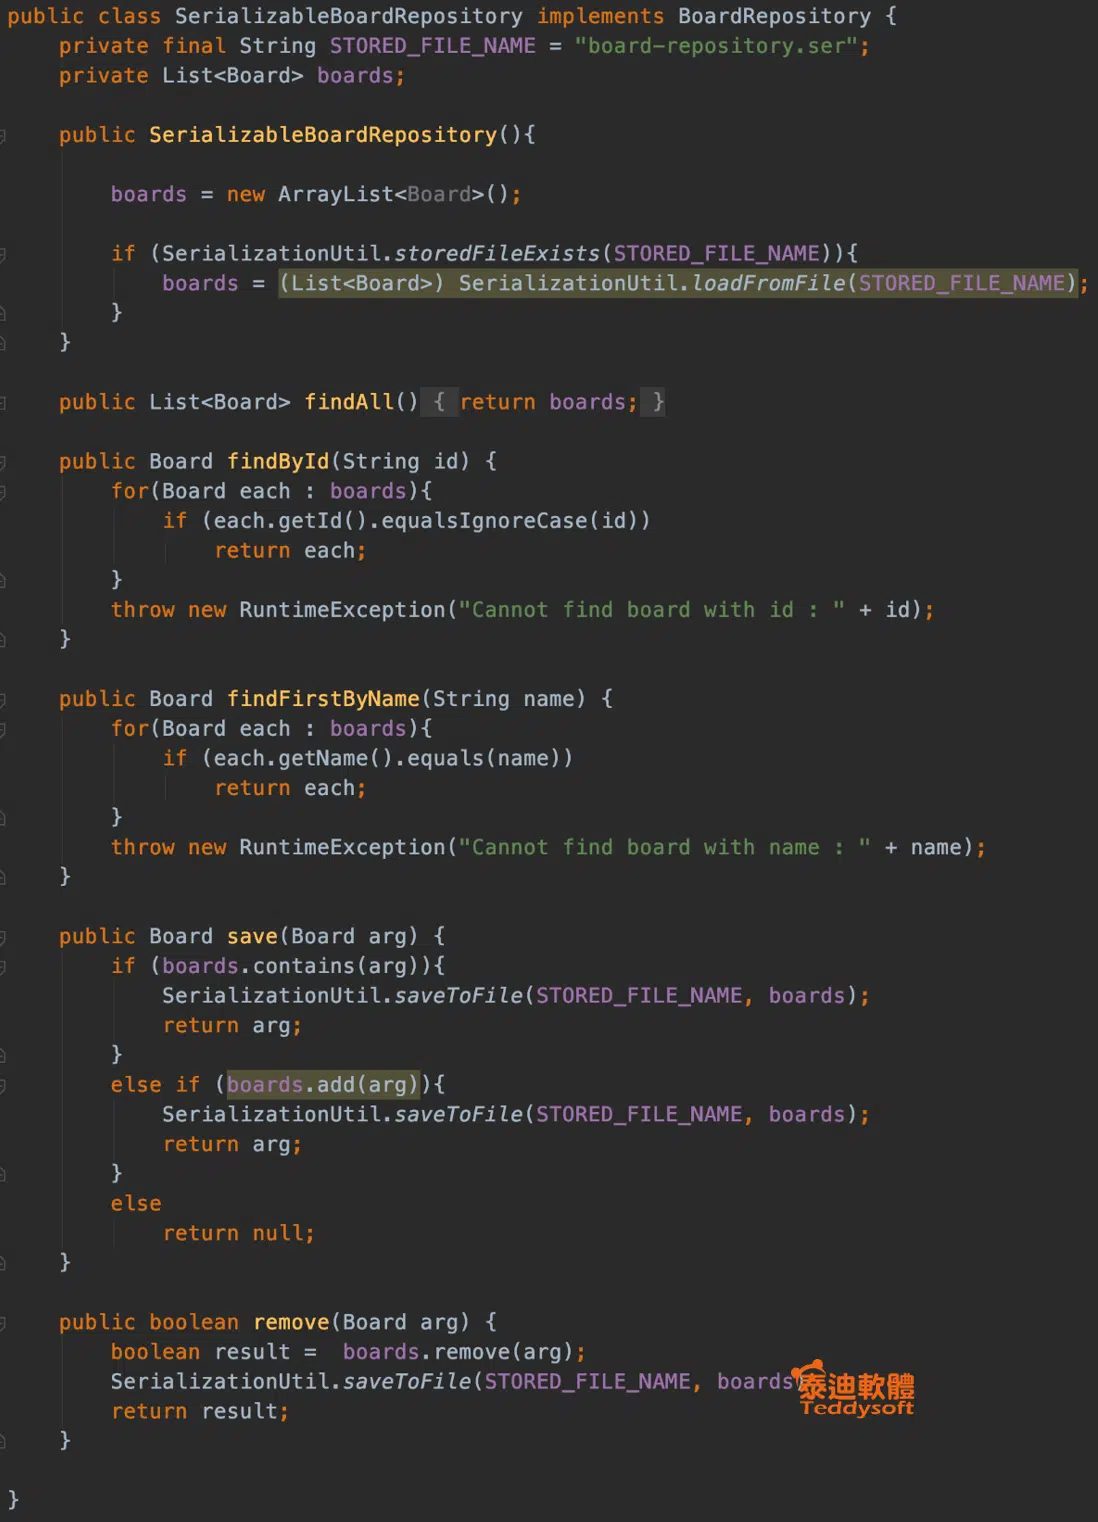 public class SerializableBoardRepository implements BoardRepository {
    private final String STORED_FILE_NAME = "board-repository.ser";
    private List<Board> boards;

    public SerializableBoardRepository(){

        boards = new ArrayList<Board>();

        if (SerializationUtil.storedFileExists(STORED_FILE_NAME)){
            boards = (List<Board>) SerializationUtil.loadFromFile(STORED_FILE_NAME);
        }
    }

    public List<Board> findAll() { return boards; }

    public Board findById(String id) {
        for(Board each : boards){
            if (each.getId().equalsIgnoreCase(id))
                return each;
        }
        throw new RuntimeException("Cannot find board with id : " + id);
    }

    public Board findFirstByName(String name) {
        for(Board each : boards){
            if (each.getName().equals(name))
                return each;
        }
        throw new RuntimeException("Cannot find board with name : " + name);
    }

    public Board save(Board arg) {
        if (boards.contains(arg)){
            SerializationUtil.saveToFile(STORED_FILE_NAME, boards);
            return arg;
        }
        else if (boards.add(arg)){
            SerializationUtil.saveToFile(STORED_FILE_NAME, boards);
            return arg;
        }
        else
            return null;
    }

    public boolean remove(Board arg) {
        boolean result =  boards.remove(arg);
        SerializationUtil.saveToFile(STORED_FILE_NAME, boards
        return result;
    }

}
泰迪軟體
Teddysoft